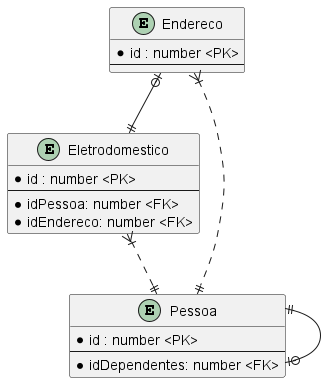 E Endereco
* id : number <PK>
E Eletrodomestico
* id : number <PK>
* idPessoa: number <FK>
* idEndereco: number <FK>
E Pessoa
* id : number <PK>
* idDependentes: number <FK>